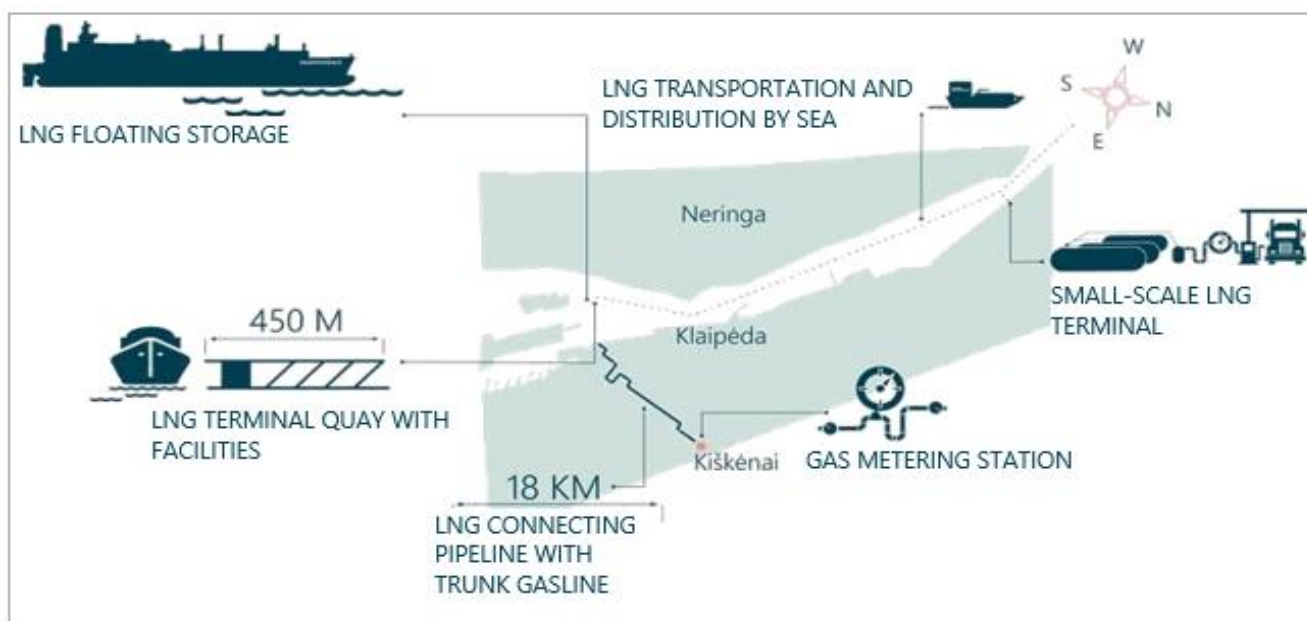 LNG FLOATING STORAGE
LNG TRANSPORTATION AND
DISTRIBUTION BY SEA
W
S
N
E
Neringa
SMALL-SCALE LNG
TERMINAL
450 M
Klaipėda
LNG TERMINAL QUAY WITH
FACILITIES
Kiškėnai
GAS METERING STATION
18 KM
LNG CONNECTING
PIPELINE WITH
TRUNK GASLINE